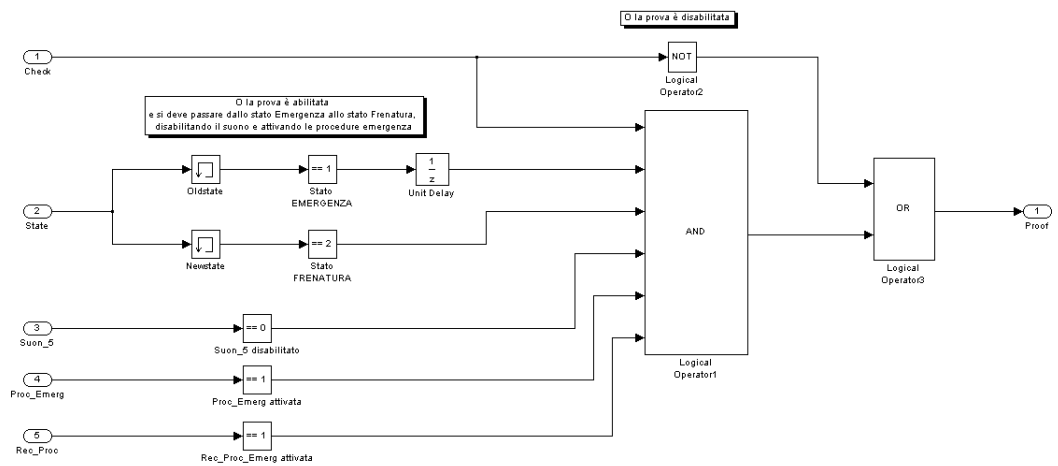 O la prova è disabilitata
1
Check
NOT
Logical
Operator2
O la prova è abilitata
e si deve passare dallo stato Emergenza allo stato Frenatura,
disabilitando il suono e attivando le procedure emergenza
Oldstate
== 1
Stato
EMERGENZA
1
z
Unit Delay
2
State
Newstate
== 2
Stato
FRENATURA
AND
Logical
Operator1
OR
Logical
Operator3
1
Proof
3
Suon_5
== 0
Suon_5 disabilitato
4
Proc_Emerg
== 1
Proc_Emerg attivata
5
Rec_Proc
== 1
Rec_Proc_Emerg attivata